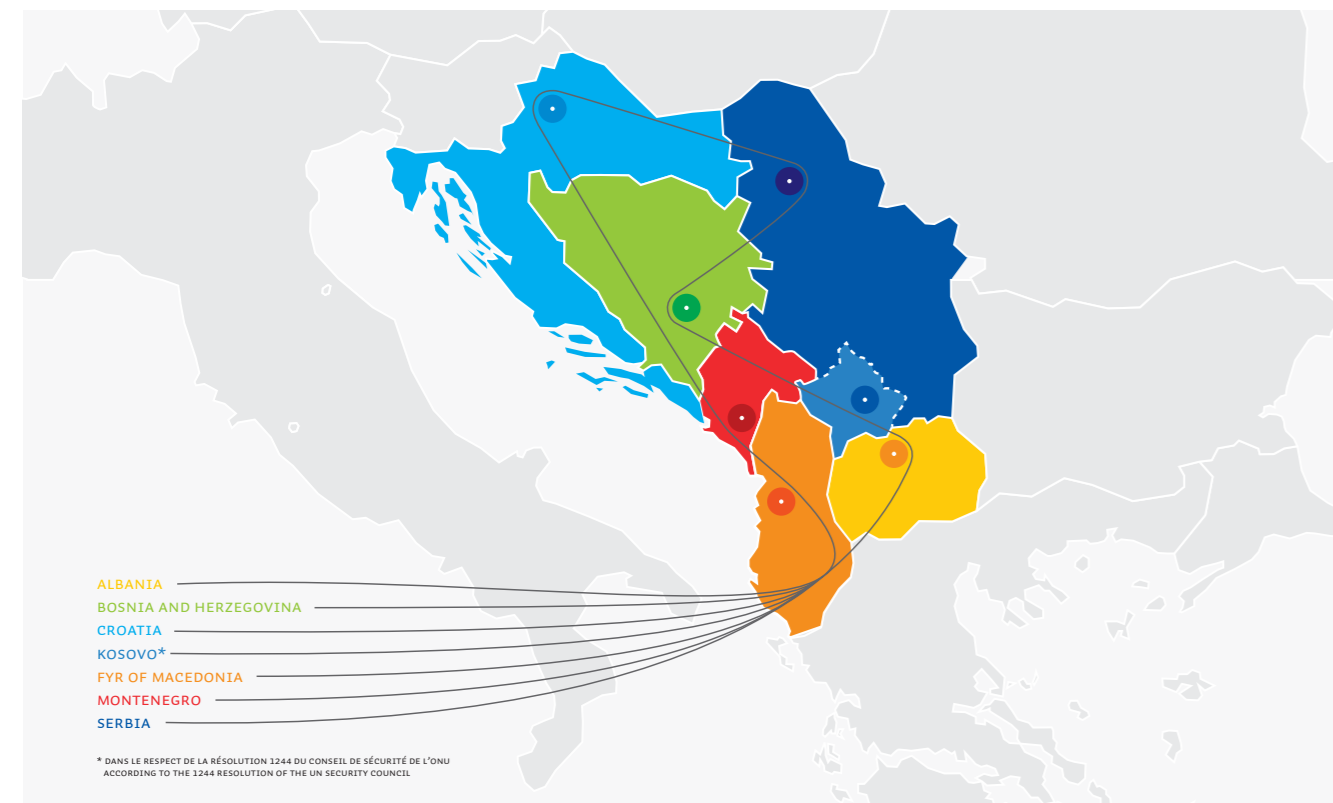 ALBANIA
BOSNIA AND HERZEGOVINA
CROATIA
KOSOVO*
FYR OF MACEDONIA
MONTENEGRO
SERBIA
* DANS LE RESPECT DE LA RÉSOLUTION 1244 DU CONSEIL DE SÉCURITÉ DE L'ONU
ACCORDING TO THE 1244 RESOLUTION OF THE UN SECURITY COUNCIL